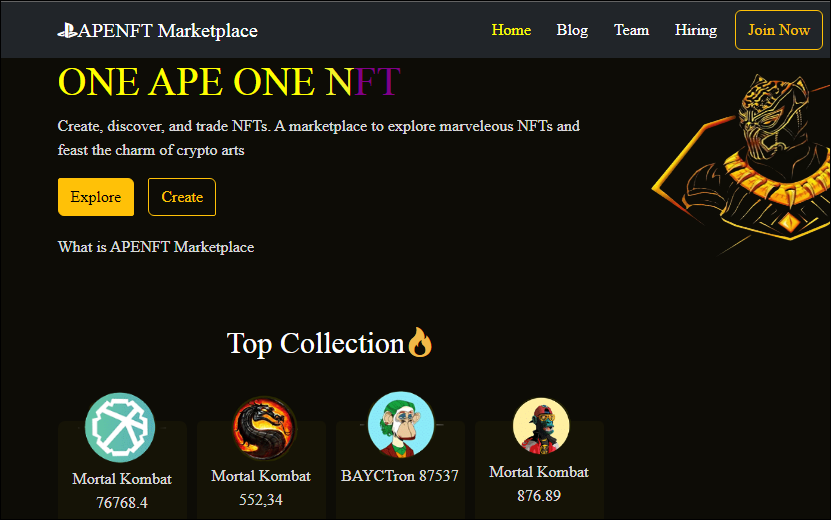 APENFT Marketplace
Home Blog Team Hiring Join Now
ONE APE ONE NFT
Create, discover, and trade NFTs. A marketplace to explore marveleous NFTs and
feast the charm of crypto arts
Explore Create
What is APENFT Marketplace
Top Collection
Mortal Kombat
76768.4
Mortal Kombat
552,34
BAYCTron 87537
Mortal Kombat
876.89